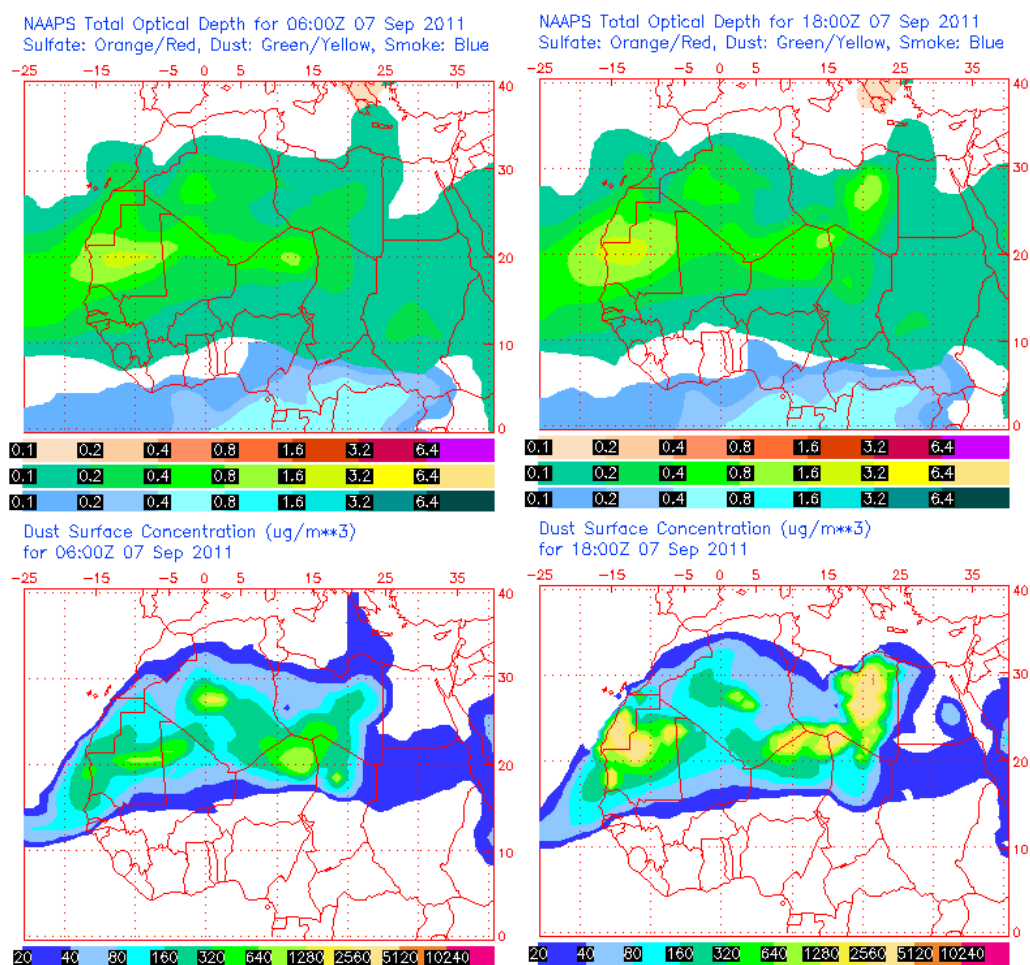 NAAPS Total Optical Depth for 06:00Z 07 Sep 2011
Sulfate: Orange/Red, Dust: Green/Yellow, Smoke: Blue
-25 -15 -5 0 5 15 25 35
40
30
20
10
0
0.1 0.2 0.4 0.8 1.6 3.2 6.4
0.1 0.2 0.4 0.8 1.6 3.2 6.4
0.1 0.2 0.4 0.8 1.6 3.2 6.4
NAAPS Total Optical Depth for 18:00Z 07 Sep 2011
Sulfate: Orange/Red, Dust: Green/Yellow, Smoke: Blue
-25 -15 -5 0 5 15 25 35
40
30
20
10
0
0.1 0.2 0.4 0.8 1.6 3.2 6.4
0.1 0.2 0.4 0.8 1.6 3.2 6.4
0.1 0.2 0.4 0.8 1.6 3.2 6.4
Dust Surface Concentration (ug/m**3)
for 06:00Z 07 Sep 2011
-25 -15 -5 0 5 15 25 35
40
30
20
10
0
20 40 80 160 320 640 1280 2560 5120 10240
Dust Surface Concentration (ug/m**3)
for 18:00Z 07 Sep 2011
-25 -15 -5 0 5 15 25 35
40
30
20
10
0
20 40 80 160 320 640 1280 2560 5120 10240